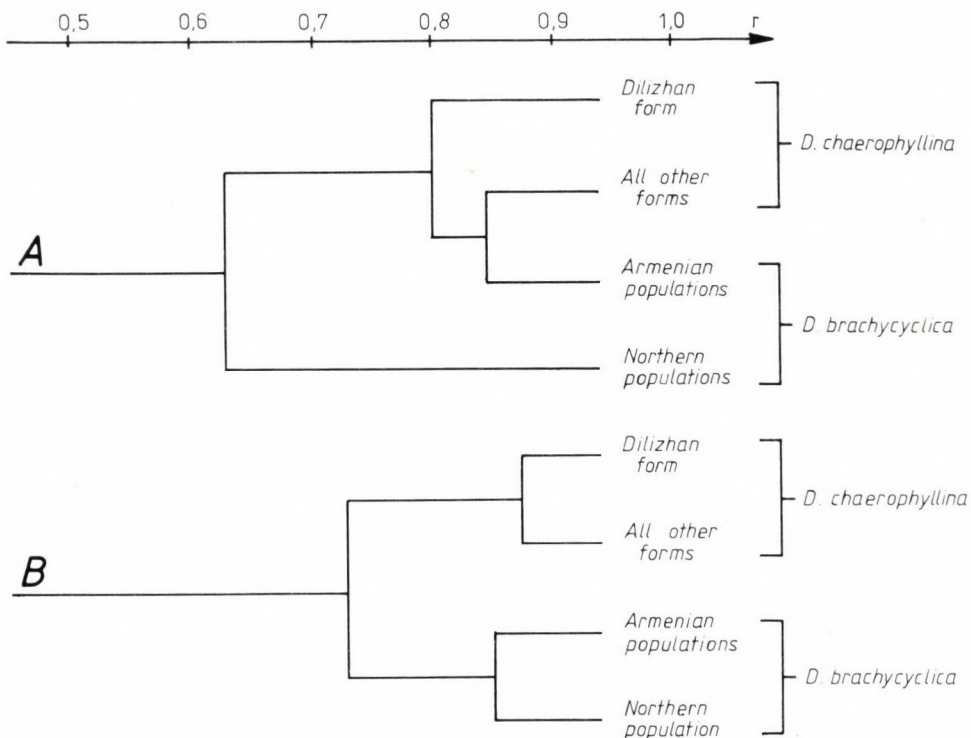 0,5 0,6 0,7 0,8 0,9 1,0 r
A
Dilizhan
form
All other
forms
D. chaerophyllina
Armenian
populations
Northern
populations
D. brachycyclica
B
Dilizhan
form
All other
forms
D. chaerophyllina
Armenian
populations
Northern
population
D. brachycyclica